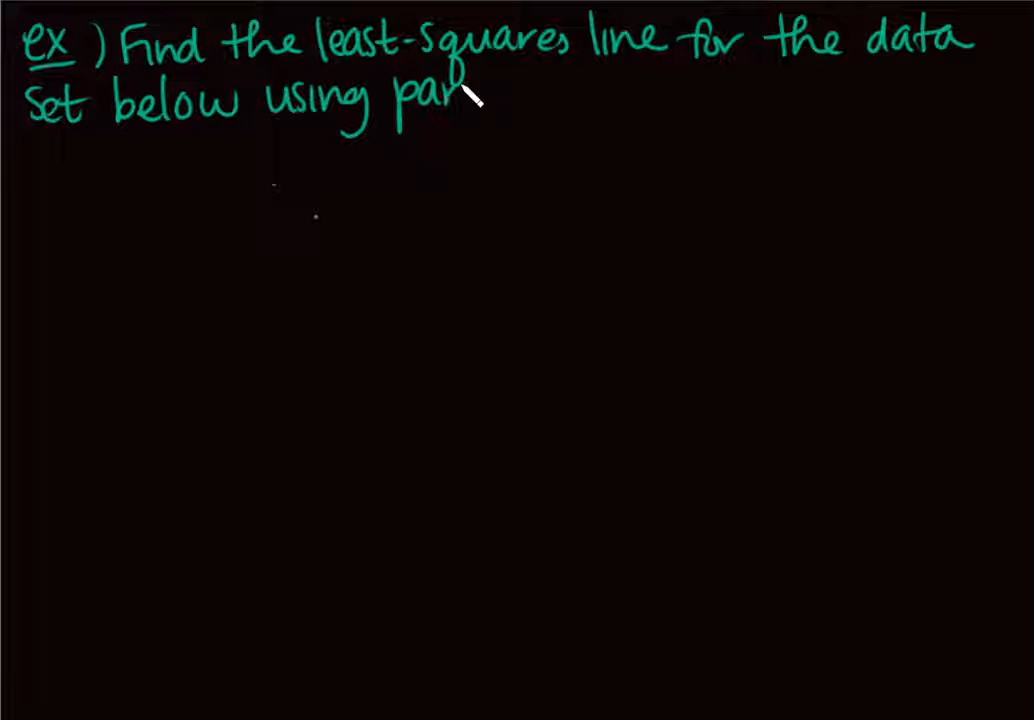 ex) Find the least-squares line for the data
set below using par